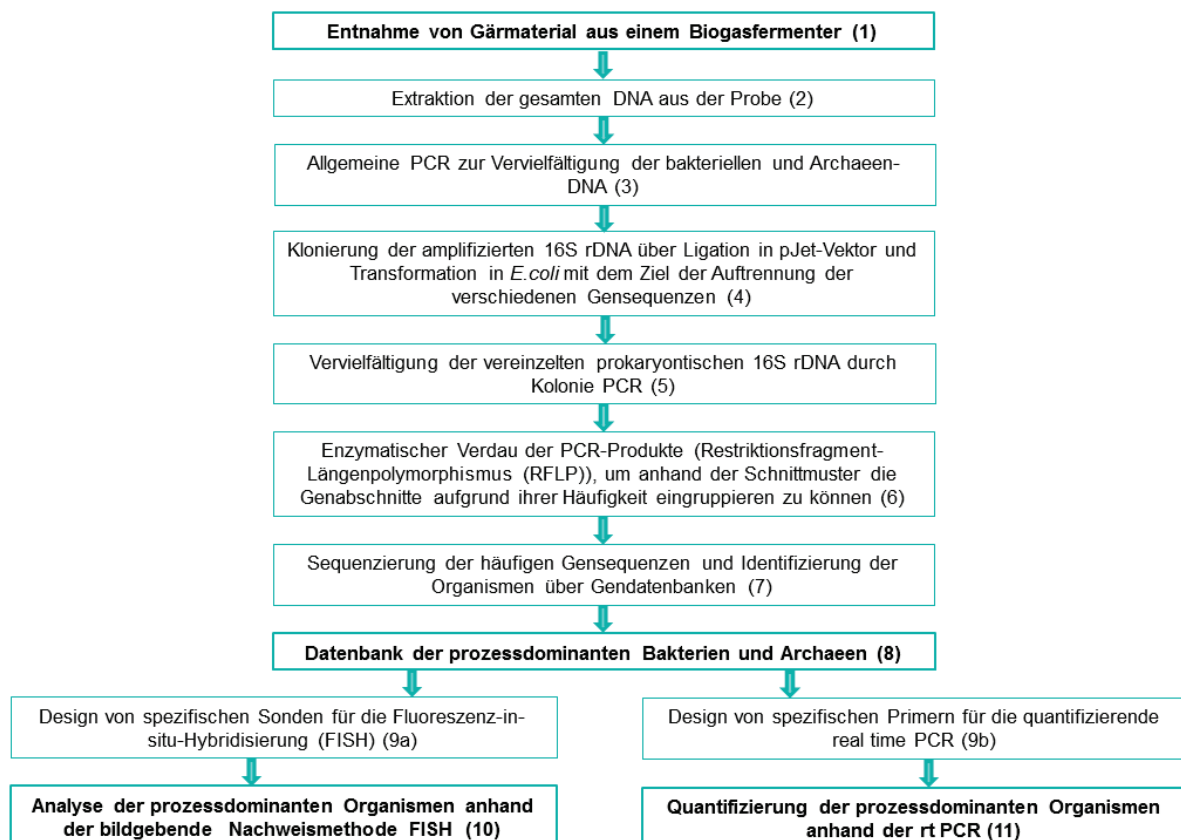 Entnahme von Gärmaterial aus einem Biogasfermenter (1)
Extraktion der gesamten DNA aus der Probe (2)
Allgemeine PCR zur Vervielfältigung der bakteriellen und Archaeen-
DNA (3)
Klonierung der amplifizierten 16S rDNA über Ligation in pJet-Vektor und
Transformation in E.coli mit dem Ziel der Auftrennung der
verschiedenen Gensequenzen (4)
Vervielfältigung der vereinzelten prokaryontischen 16S rDNA durch
Kolonie PCR (5)
Enzymatischer Verdau der PCR-Produkte (Restriktionsfragment-
Längenpolymorphismus (RFLP)), um anhand der Schnittmuster die
Genabschnitte aufgrund ihrer Häufigkeit eingruppieren zu können (6)
Sequenzierung der häufigen Gensequenzen und Identifizierung der
Organismen über Gendatenbanken (7)
Datenbank der prozessdominanten Bakterien und Archaeen (8)
Design von spezifischen Sonden für die Fluoreszenz-in-
situ-Hybridisierung (FISH) (9a)
Design von spezifischen Primern für die quantifizierende
real time PCR (9b)
Analyse der prozessdominanten Organismen anhand
der bildgebende Nachweismethode FISH (10)
Quantifizierung der prozessdominanten Organismen
anhand der rt PCR (11)